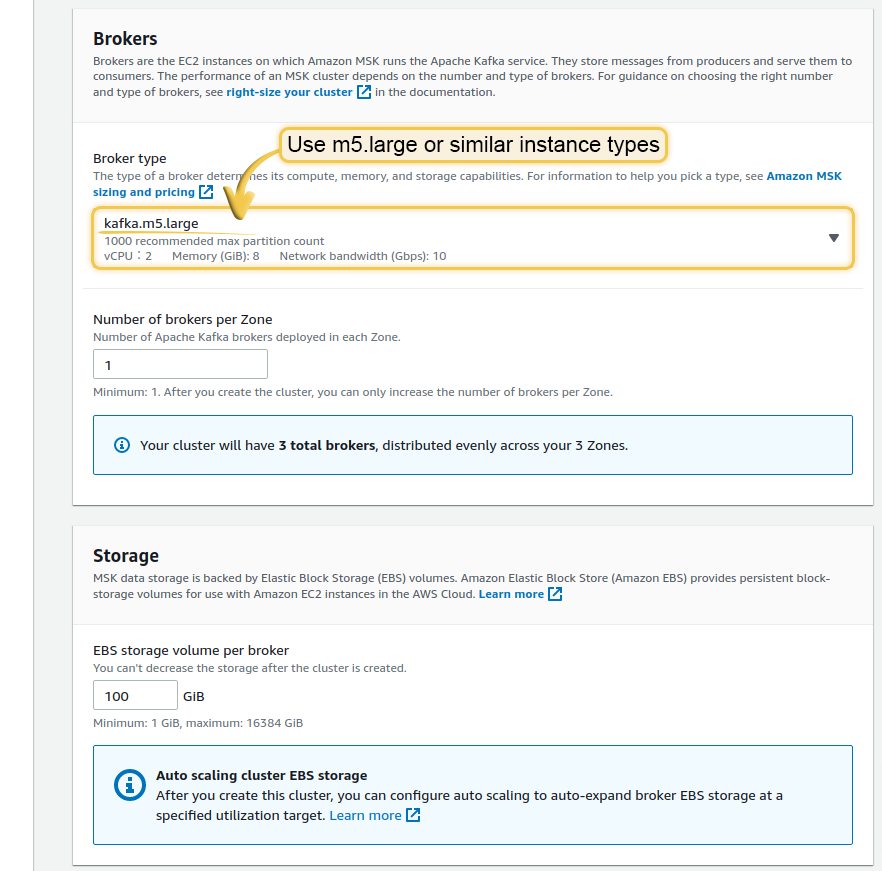 Brokers
Brokers are the EC2 instances on which Amazon MSK runs the Apache Kafka service. They store messages from producers and serve them to
consumers. The performance of an MSK cluster depends on the number and type of brokers. For guidance on choosing the right number
and type of brokers, see right-size your cluster in the documentation.
Use m5.large or similar instance types
Broker type
The type of a broker determines its compute, memory, and storage capabilities. For information to help you pick a type, see Amazon MSK
sizing and pricing
kafka.m5.large
1000 recommended max partition count
vCPU : 2 Memory (GiB): 8 Network bandwidth (Gbps): 10
Number of brokers per Zone
Number of Apache Kafka brokers deployed in each Zone.
1
Minimum: 1. After you create the cluster, you can only increase the number of brokers per Zone.
Your cluster will have 3 total brokers, distributed evenly across your 3 Zones.
Storage
MSK data storage is backed by Elastic Block Storage (EBS) volumes. Amazon Elastic Block Store (Amazon EBS) provides persistent block-
storage volumes for use with Amazon EC2 instances in the AWS Cloud. Learn more
EBS storage volume per broker
You can't decrease the storage after the cluster is created.
100 GiB
Minimum: 1 GiB, maximum: 16384 GiB
Auto scaling cluster EBS storage
After you create this cluster, you can configure auto scaling to auto-expand broker EBS storage at a
specified utilization target. Learn more